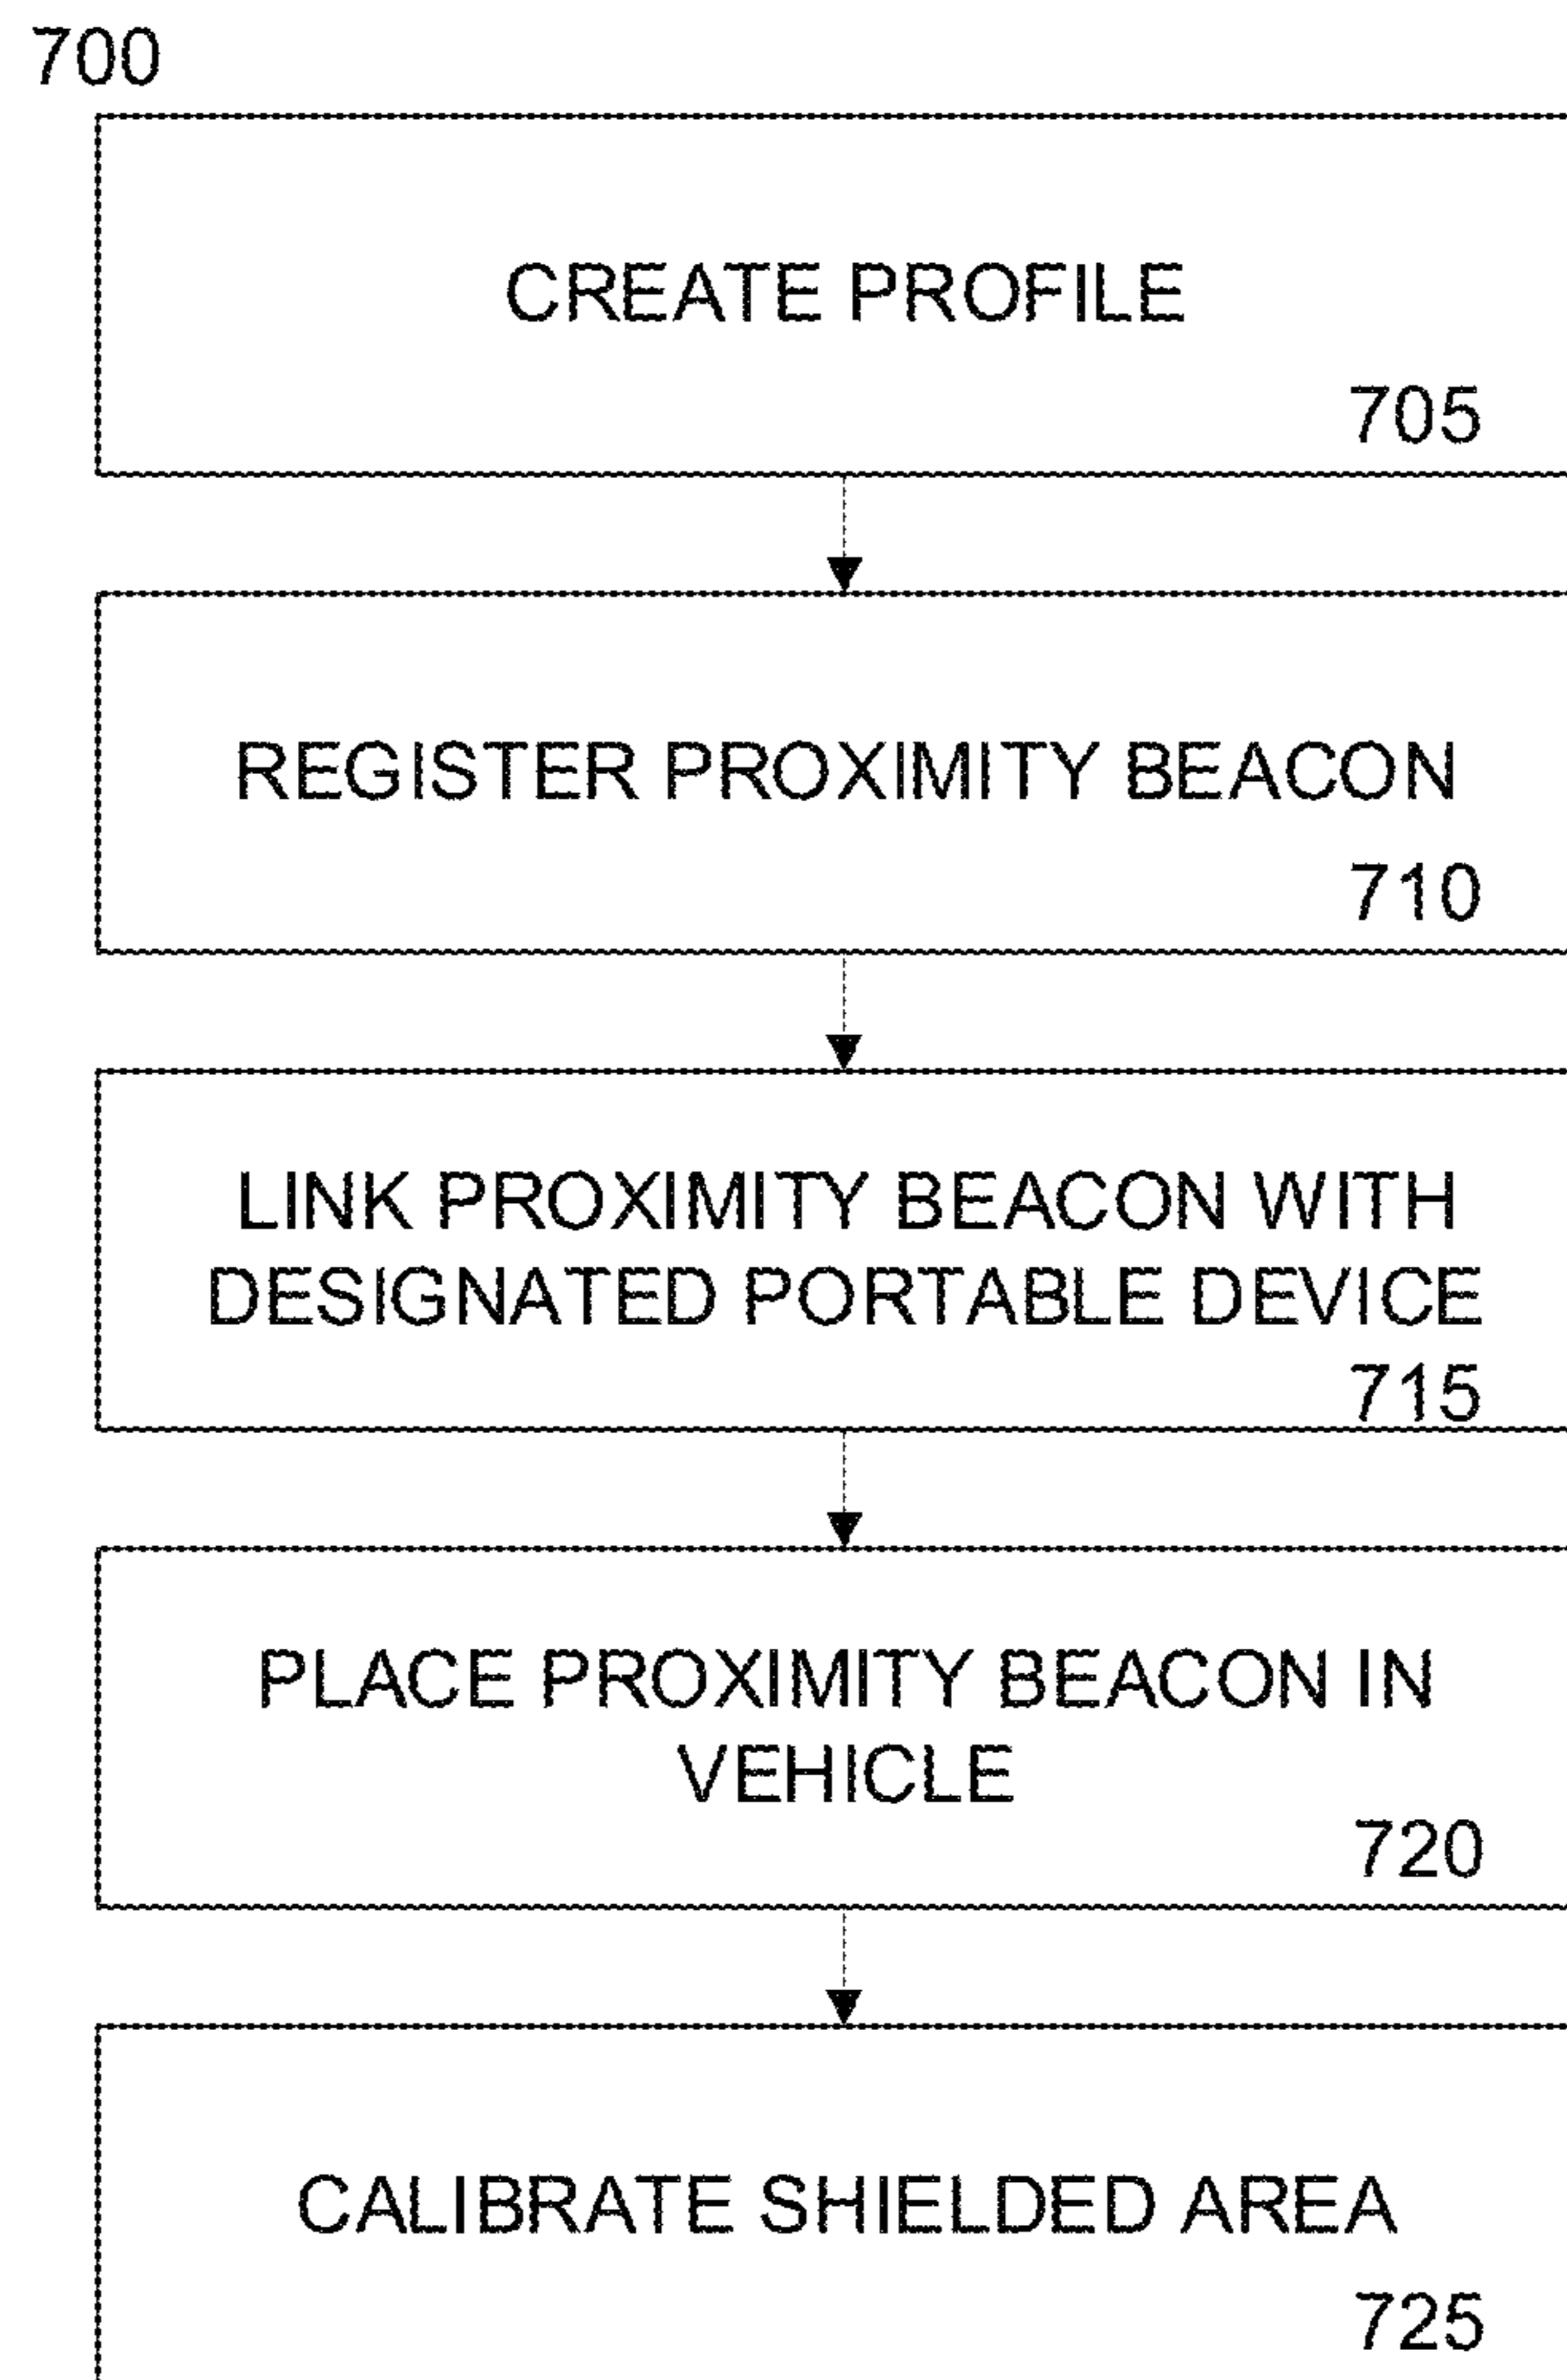 700
CREATE PROFILE
705
REGISTER PROXIMITY BEACON
710
LINK PROXIMITY BEACON WITH
DESIGNATED PORTABLE DEVICE
715
PLACE PROXIMITY BEACON IN
VEHICLE
720
CALIBRATE SHIELDED AREA
725